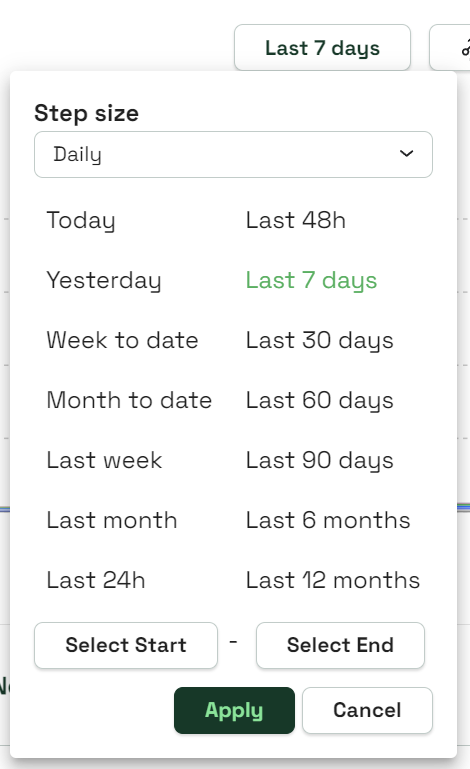 Last 7 days
Step size
Daily
Today
Last 48h
Yesterday
Last 7 days
Week to date
Last 30 days
Month to date
Last 60 days
Last week
Last 90 days
Last month
Last 6 months
Last 24h
Last 12 months
Select Start - Select End
Apply
Cancel